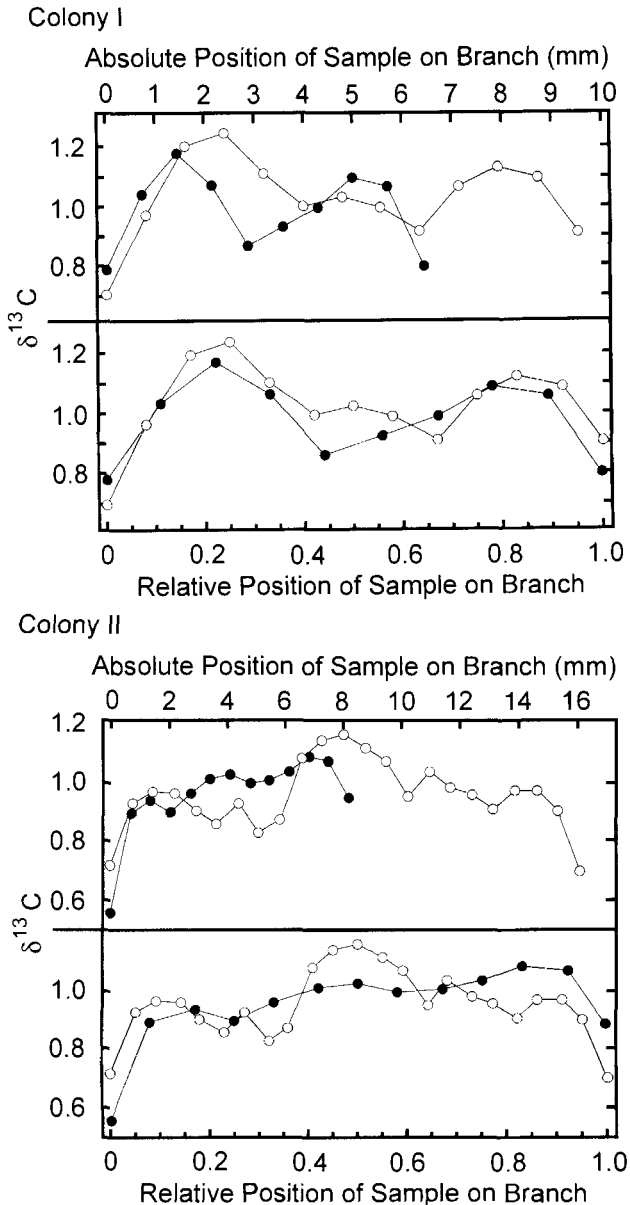 Colony I
Absolute Position of Sample on Branch (mm)
0 1 2 3 4 5 6 7 8 9 10
1.2
1.0
0.8
δ13C
1.2
1.0
0.8
0 0.2 0.4 0.6 0.8 1.0
Relative Position of Sample on Branch
Colony II
Absolute Position of Sample on Branch (mm)
0 2 4 6 8 10 12 14 16
1.2
1.0
0.8
0.6
δ13C
1.0
0.8
0.6
0 0.2 0.4 0.6 0.8 1.0
Relative Position of Sample on Branch